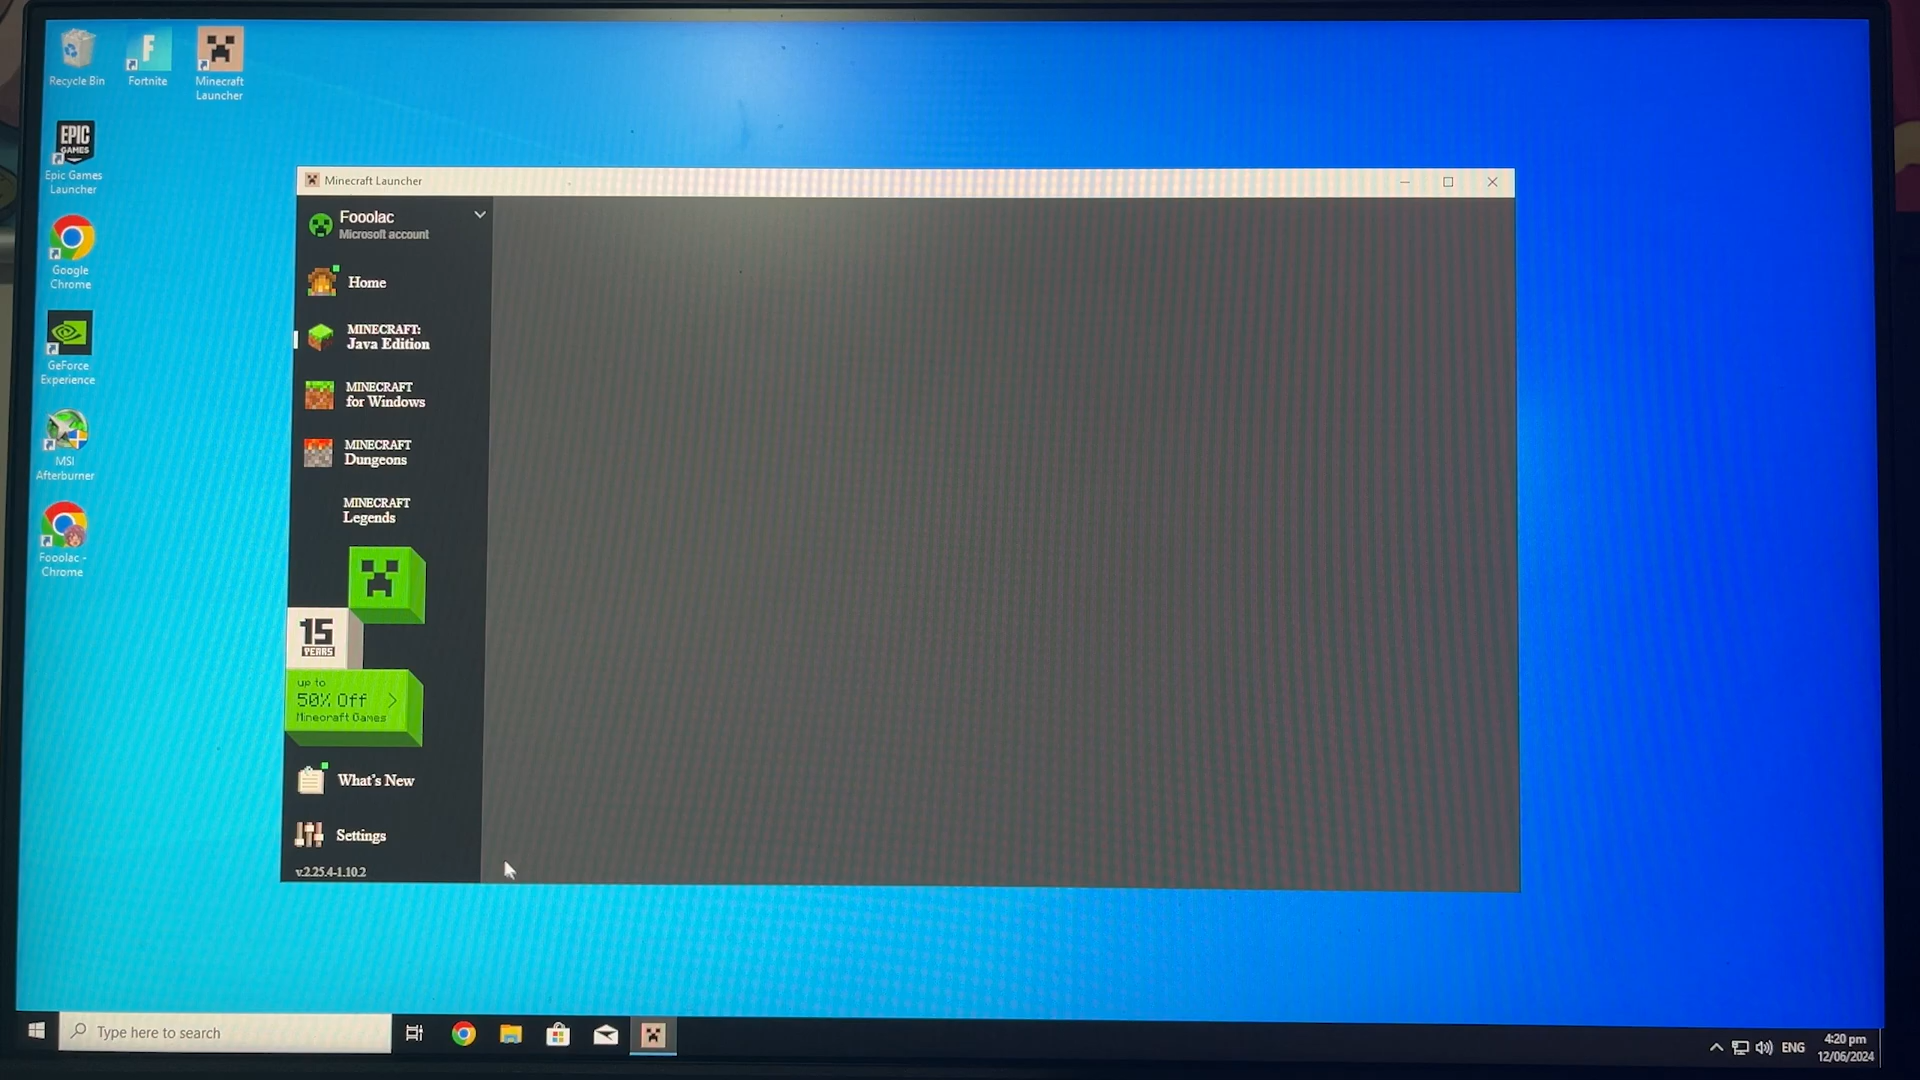 Recycle Bin
Fortnite
Minecraft
Launcher
EPIC
GAMES
Epic Games
Launcher
Google
Chrome
GeForce
Experience
MSI
Afterburner
Fooolac -
Chrome
Minecraft Launcher
Fooolac
Microsoft account
Home
MINECRAFT:
Java Edition
MINECRAFT
for Windows
MINECRAFT
Dungeons
MINECRAFT
Legends
15
YEARS
up to
50% Off
Minecraft Games
What's New
Settings
v.2.25.4-1.10.2
Type here to search
ENG
4:20 pm
12/06/2024